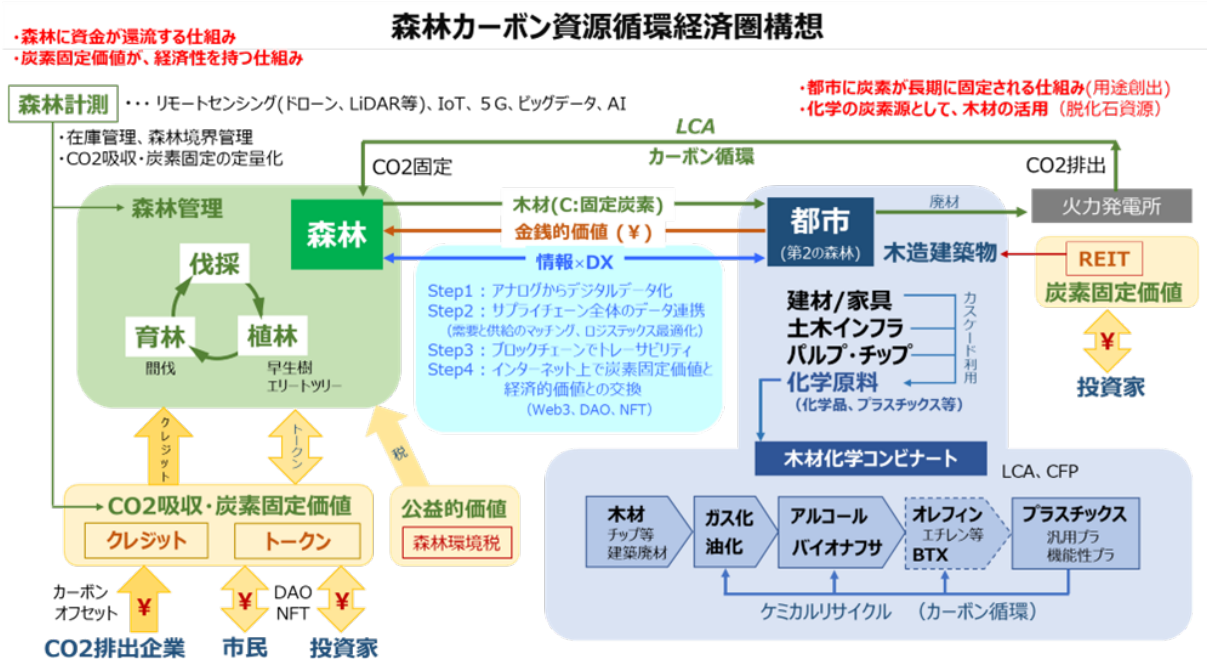 森林カーボン資源循環経済圏構想
・森林に資金が還流する仕組み
・炭素固定価値が、経済性を持つ仕組み
・都市に炭素が長期に固定される仕組み(用途創出)
・化学の炭素源として、木材の活用（脱化石資源）
森林計測 ･･･ リモートセンシング(ドローン、LiDAR等)、IoT、５G、ビッグデータ、AI
・在庫管理、森林境界管理
・CO2吸収・炭素固定の定量化
LCA
カーボン循環
CO2固定
CO2排出
森林管理
森林
伐採
育林
間伐
植林
早生樹
エリートツリー
木材(C:固定炭素)
金銭的価値 (￥)
情報×DX
Step1：アナログからデジタルデータ化
Step2：サプライチェーン全体のデータ連携
(需要と供給のマッチング、ロジステックス最適化)
Step3：ブロックチェーンでトレーサビリティ
Step4：インターネット上で炭素固定価値と
経済的価値との交換
(Web3、DAO、NFT)
都市
(第2の森林)
廃材
火力発電所
木造建築物
REIT
炭素固定価値
￥
投資家
建材/家具
土木インフラ
パルプ・チップ
化学原料
(化学品、プラスチックス等)
カスケード利用
木材化学コンビナート
LCA、CFP
木材
チップ等
建築廃材
ガス化
油化
アルコール
バイオナフサ
オレフィン
エチレン等
BTX
プラスチックス
汎用プラ
機能性プラ
ケミカルリサイクル （カーボン循環）
クレジット
トークン
税
CO2吸収・炭素固定価値
クレジット
トークン
公益的価値
森林環境税
カーボン
オフセット
￥
￥
DAO
NFT
￥
CO2排出企業
市民
投資家